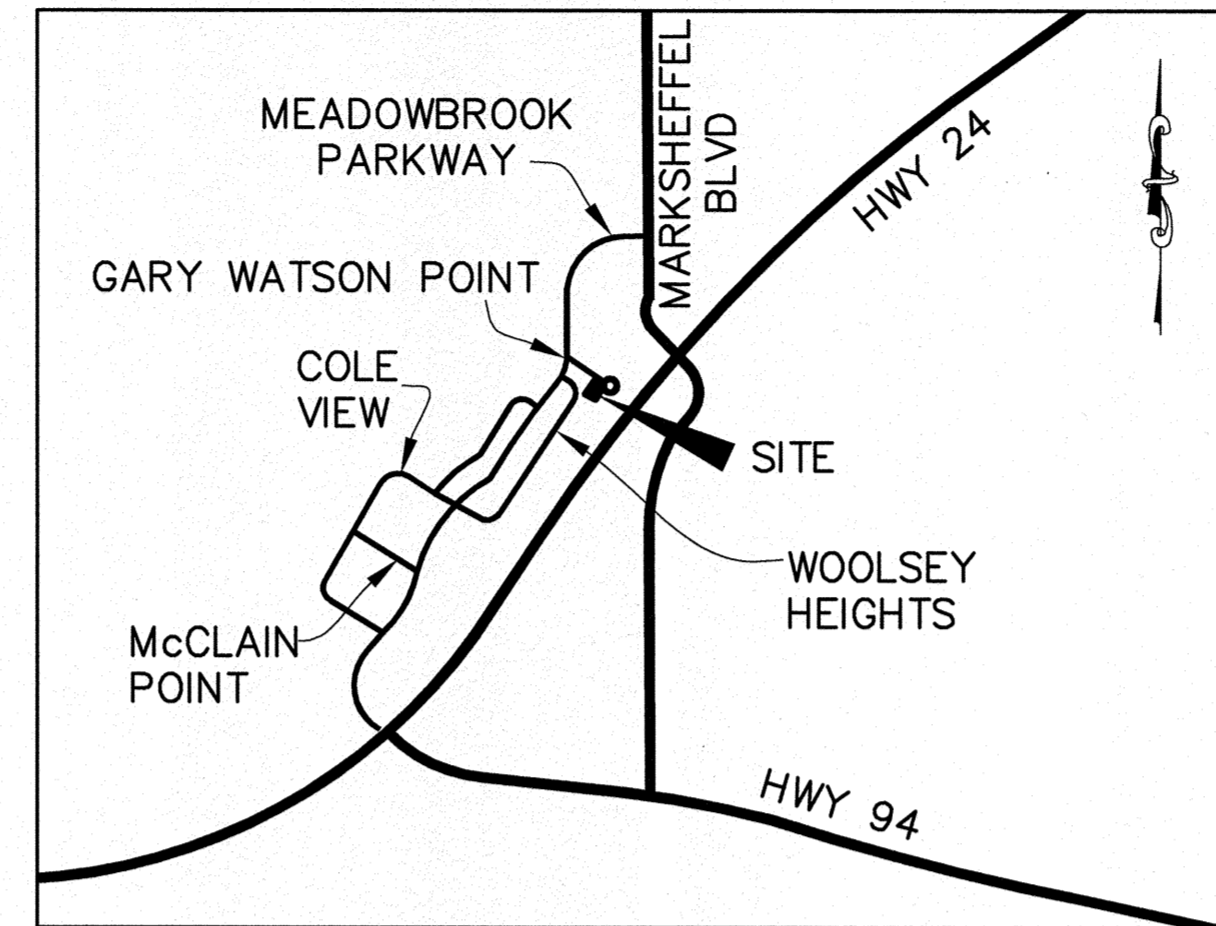 MEADOWBROOK
PARKWAY
MARKSHEFFEL
BLVD
HWY 24
GARY WATSON POINT
COLE
VIEW
SITE
WOOLSEY
HEIGHTS
McCLAIN
POINT
HWY 94